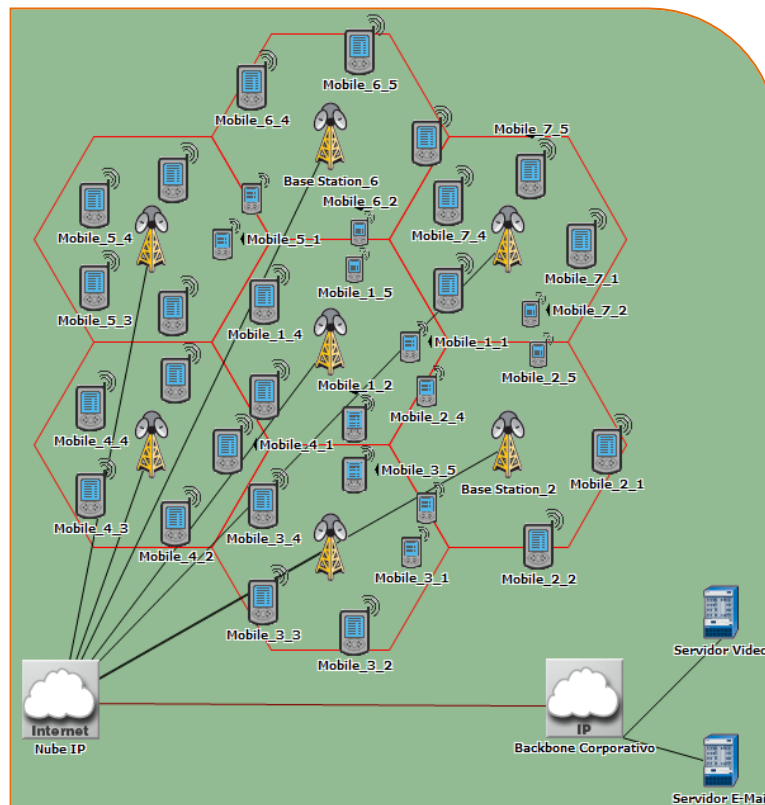 Mobile_6_5
Mobile_6_4
Mobile_7_5
Base Station_6
Mobile_6_2
Mobile_5_4
Mobile_5_1
Mobile_7_4
Mobile_7_1
Mobile_1_5
Mobile_5_3
Mobile_1_4
Mobile_7_2
Mobile_1_1
Mobile_2_5
Mobile_1_2
Mobile_2_4
Mobile_4_4
Mobile_4_1
Mobile_3_5
Base Station_2
Mobile_2_1
Mobile_4_3
Mobile_3_4
Mobile_4_2
Mobile_3_1
Mobile_2_2
Mobile_3_3
Mobile_3_2
Servidor Video
Internet
IP
Nube IP
Backbone Corporativo
Servidor E-Mai